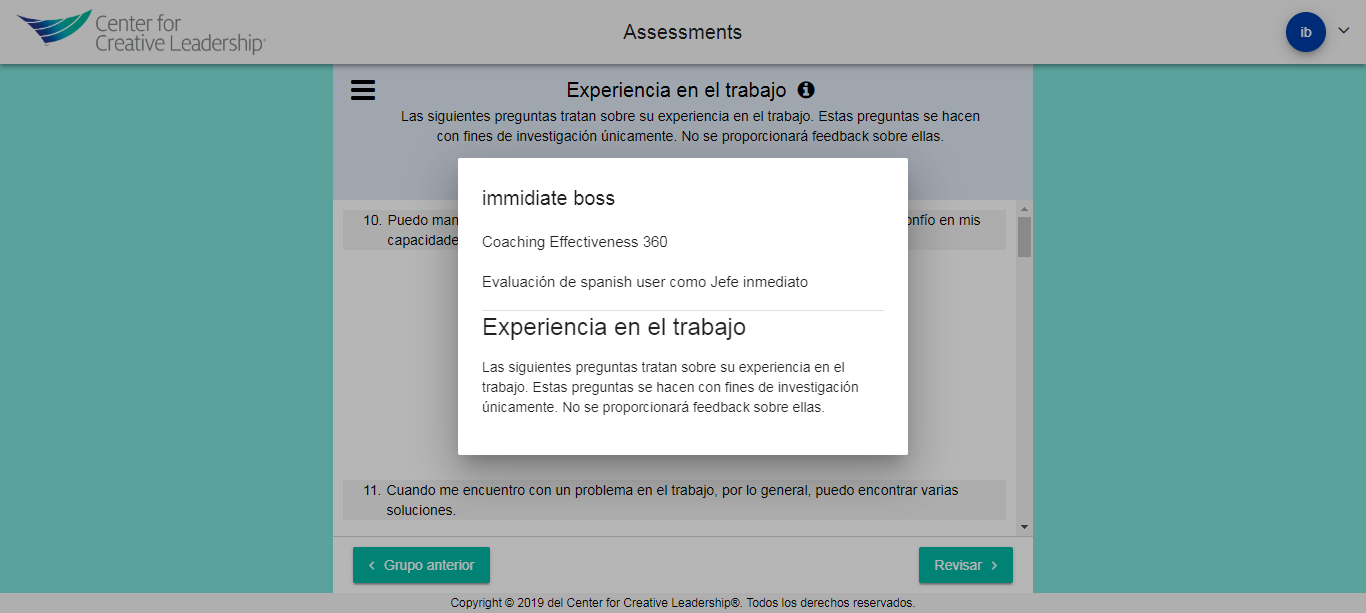 Center for
Creative Leadership®
Assessments
ib
Experiencia en el trabajo
Las siguientes preguntas tratan sobre su experiencia en el trabajo. Estas preguntas se hacen
con fines de investigación únicamente. No se proporcionará feedback sobre ellas.
immidiate boss
Coaching Effectiveness 360
Evaluación de spanish user como Jefe inmediato
Experiencia en el trabajo
Las siguientes preguntas tratan sobre su experiencia en el
trabajo. Estas preguntas se hacen con fines de investigación
únicamente. No se proporcionará feedback sobre ellas.
10. Puedo man onfío en mis
capacidade
11. Cuando me encuentro con un problema en el trabajo, por lo general, puedo encontrar varias
soluciones.
Grupo anterior
Revisar
Copyright © 2019 del Center for Creative Leadership®. Todos los derechos reservados.